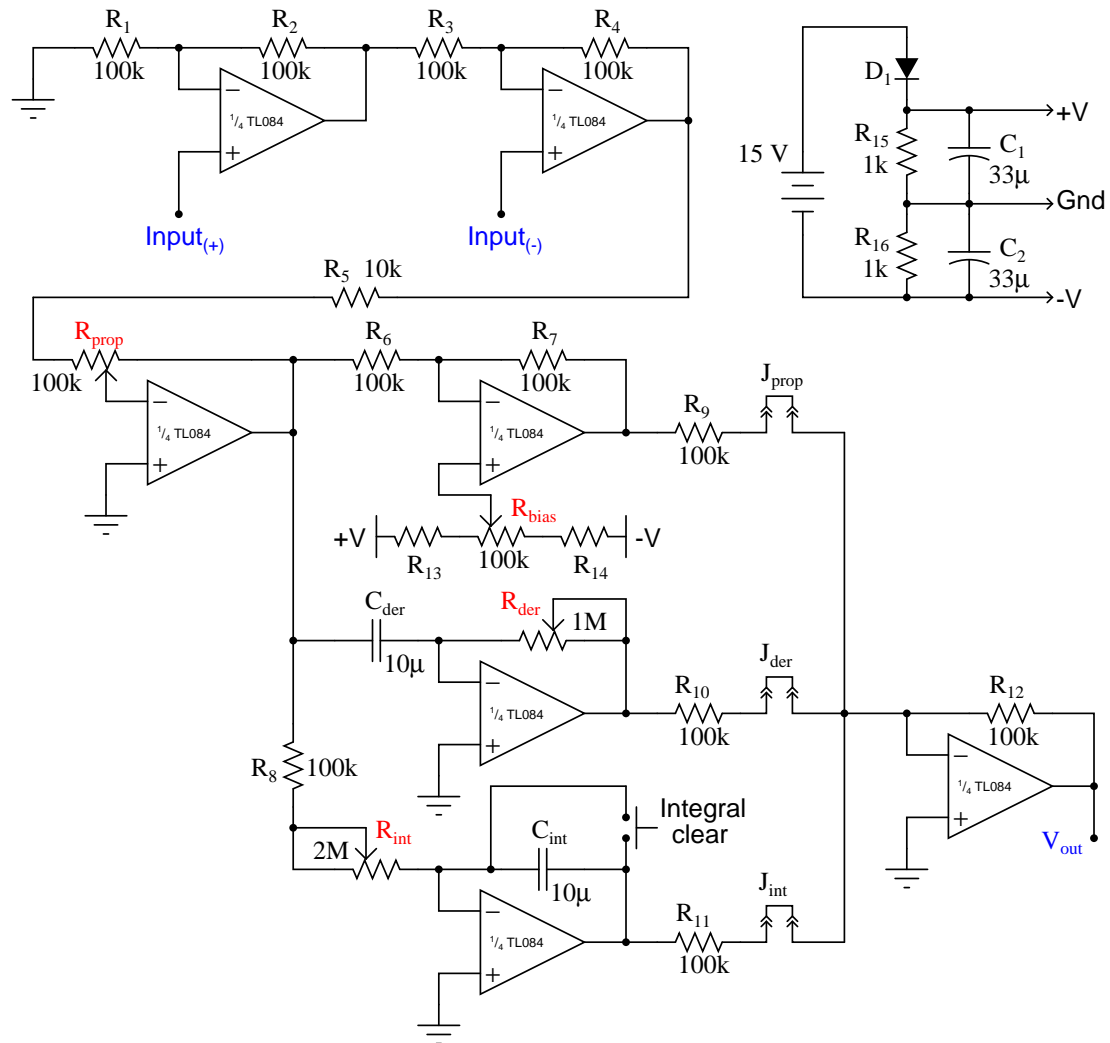 R1
100k
R2
100k
R3
100k
R4
100k
1/4 TL084
1/4 TL084
Input(+)
Input(-)
15 V
D1
R15
1k
C1
33µ
R16
1k
C2
33µ
+V
Gnd
-V
R5 10k
Rprop
100k
1/4 TL084
R6
100k
R7
100k
1/4 TL084
R9
100k
Jprop
+V
R13
Rbias
100k
R14
-V
Cder
10µ
Rder
1M
1/4 TL084
R10
100k
Jder
R12
100k
1/4 TL084
Vout
R8 100k
Rint
2M
Cint
10µ
Integral
clear
1/4 TL084
R11
100k
Jint